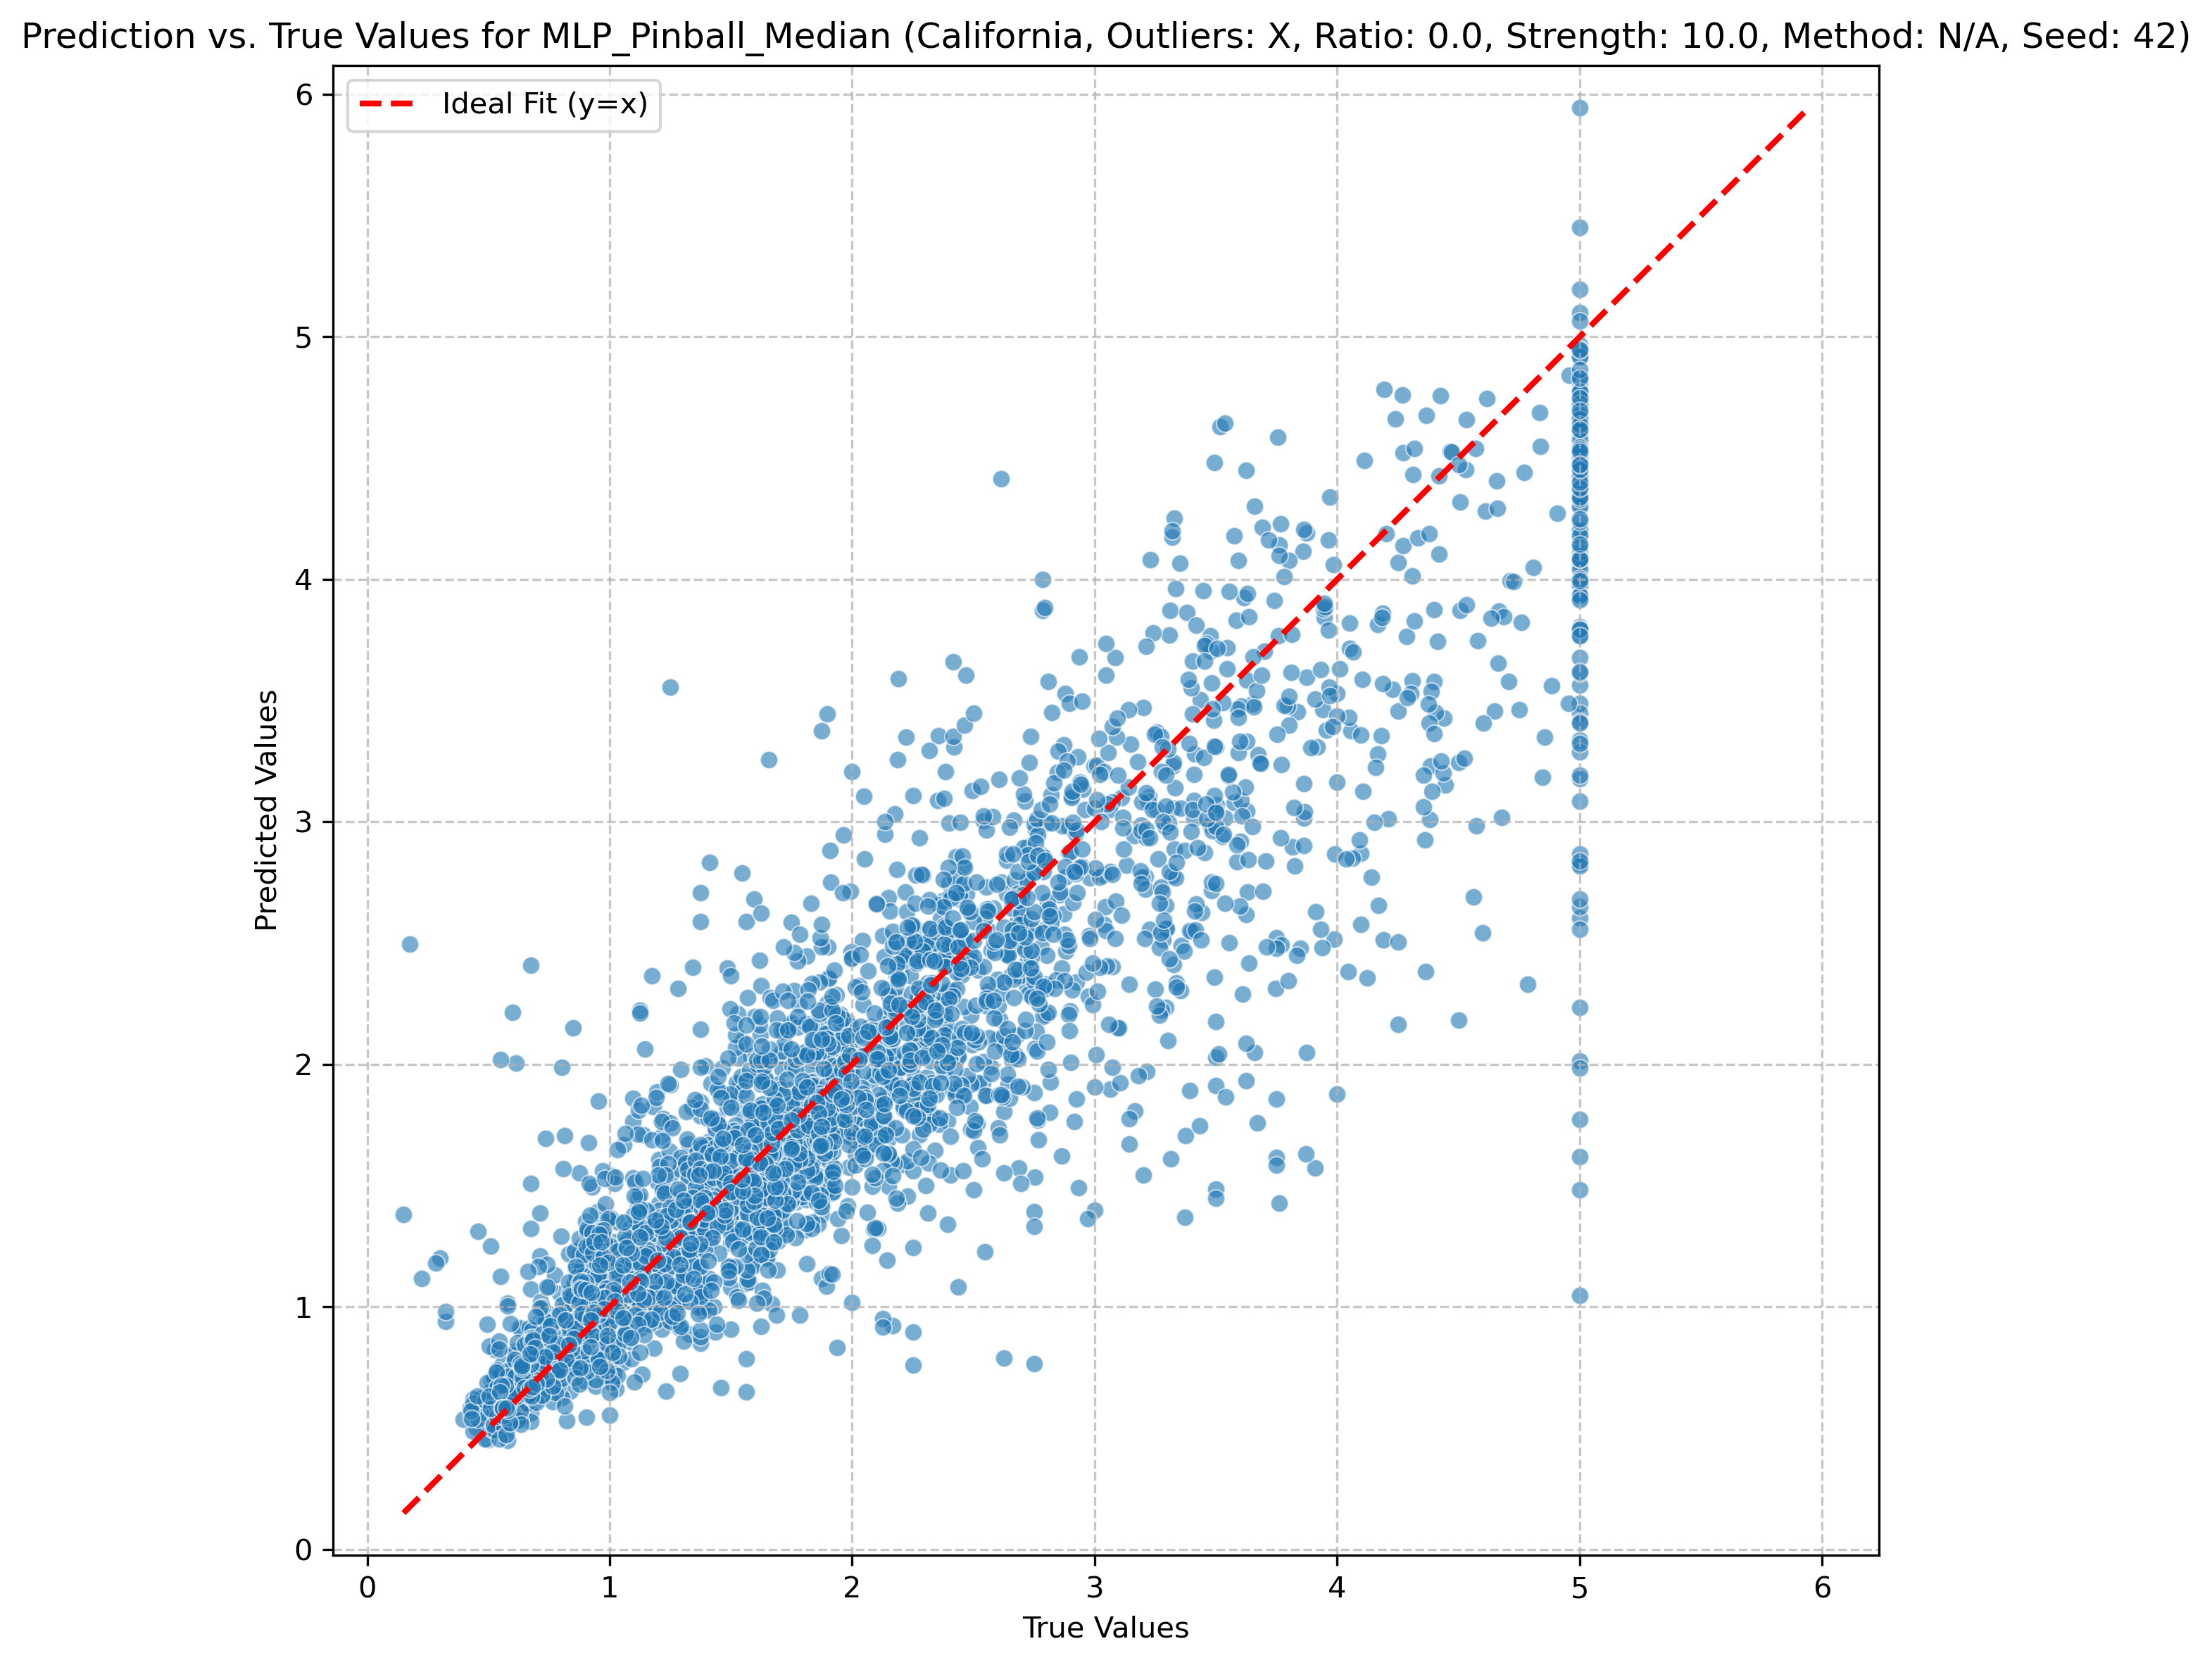 Prediction vs. True Values for MLP_Pinball_Median (California, Outliers: X, Ratio: 0.0, Strength: 10.0, Method: N/A, Seed: 42)
Ideal Fit (y=x)
6
5
4
3
2
1
0
Predicted Values
0 1 2 3 4 5 6
True Values